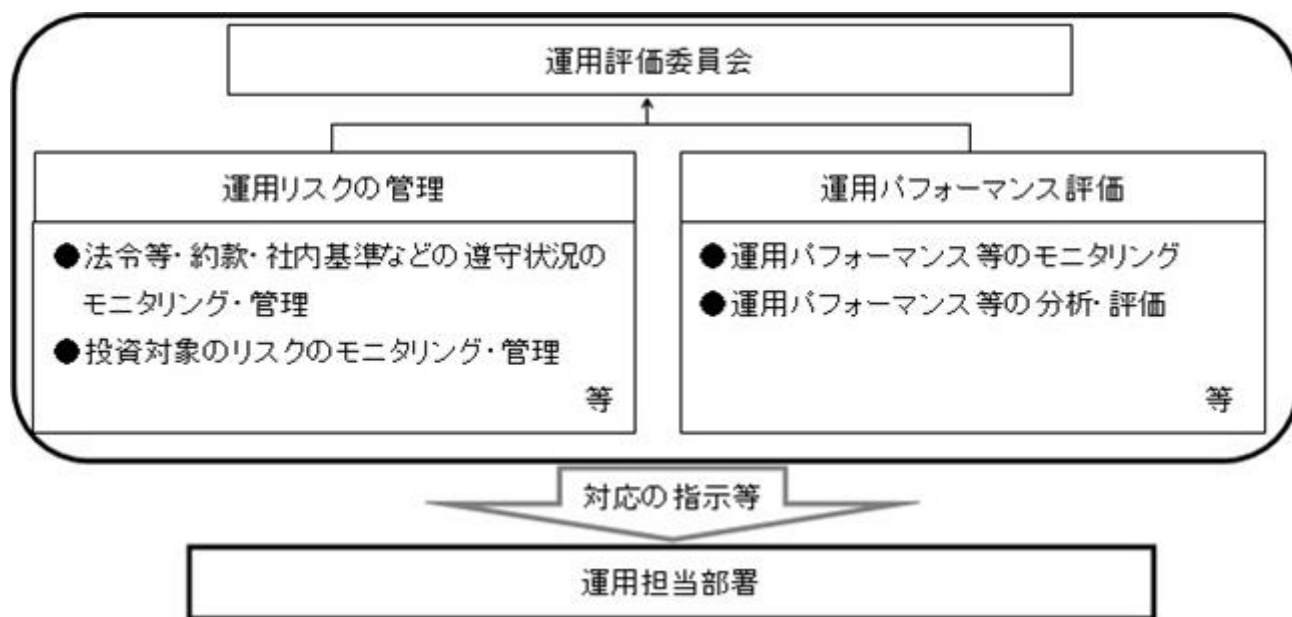 運用評価委員会
運用リスクの管理
●法令等・約款・社内基準などの遵守状況の
モニタリング・管理
●投資対象のリスクのモニタリング・管理
等
運用パフォーマンス評価
●運用パフォーマンス等のモニタリング
●運用パフォーマンス等の分析・評価
等
対応の指示等
運用担当部署